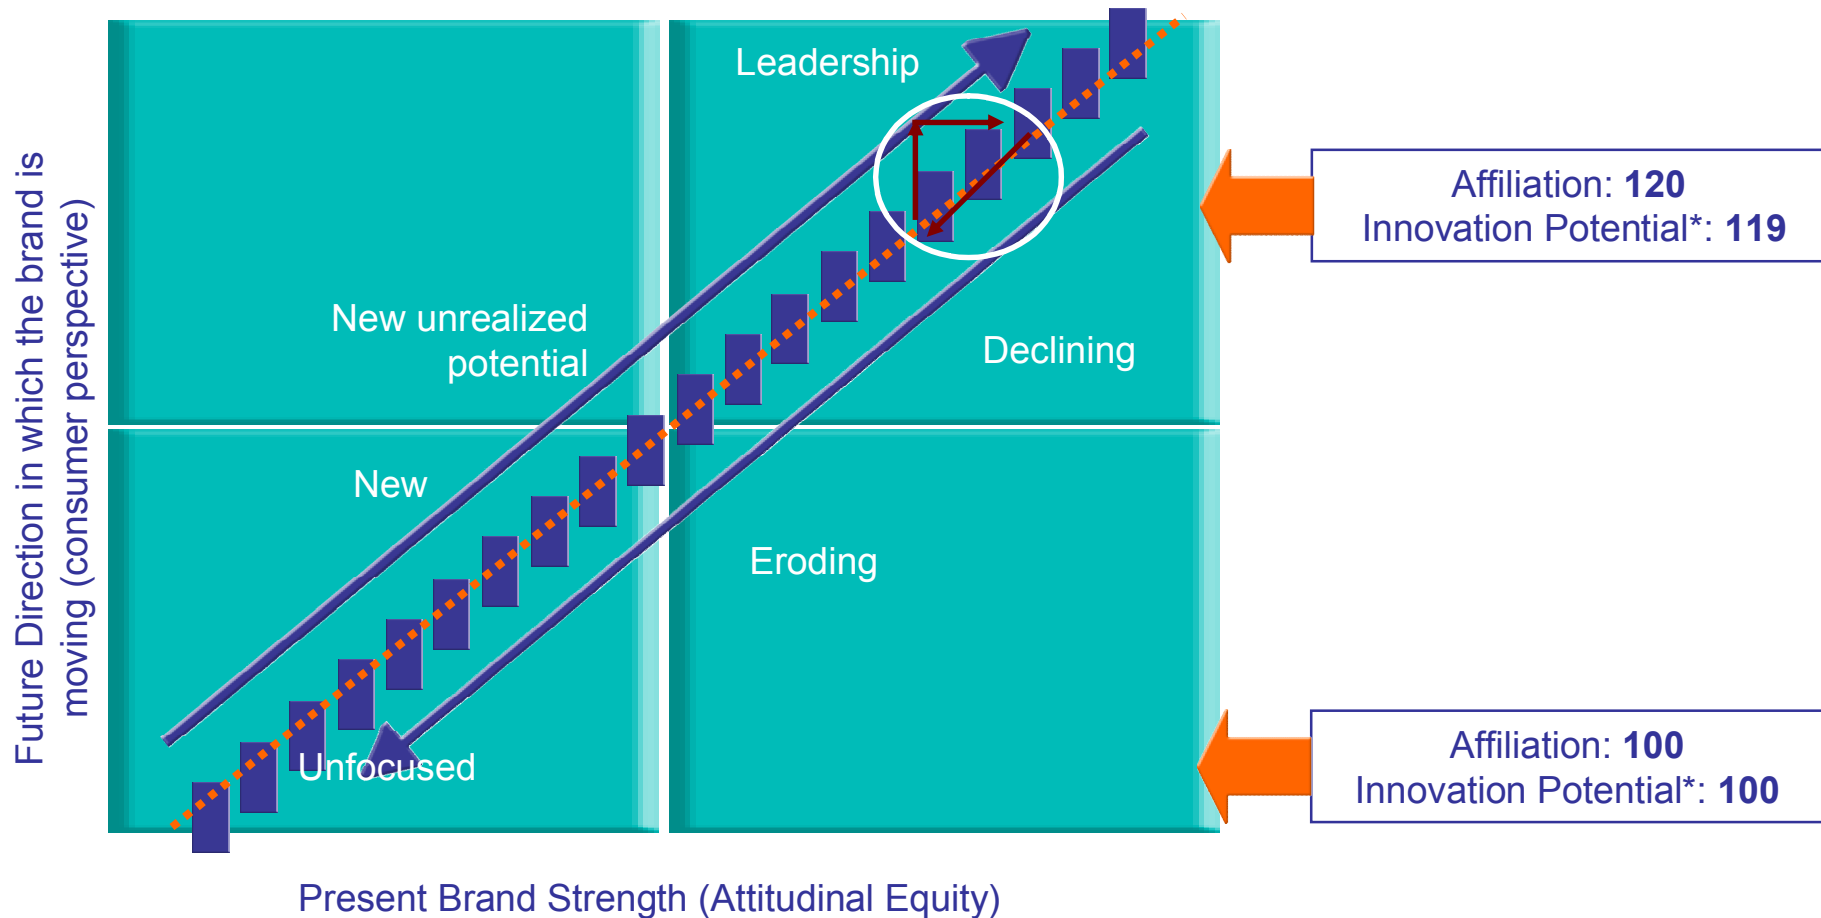 Future Direction in which the brand is
moving (consumer perspective)
Leadership
New unrealized
potential
Declining
New
Eroding
Unfocused
Affiliation: 120
Innovation Potential*: 119
Affiliation: 100
Innovation Potential*: 100
Present Brand Strength (Attitudinal Equity)